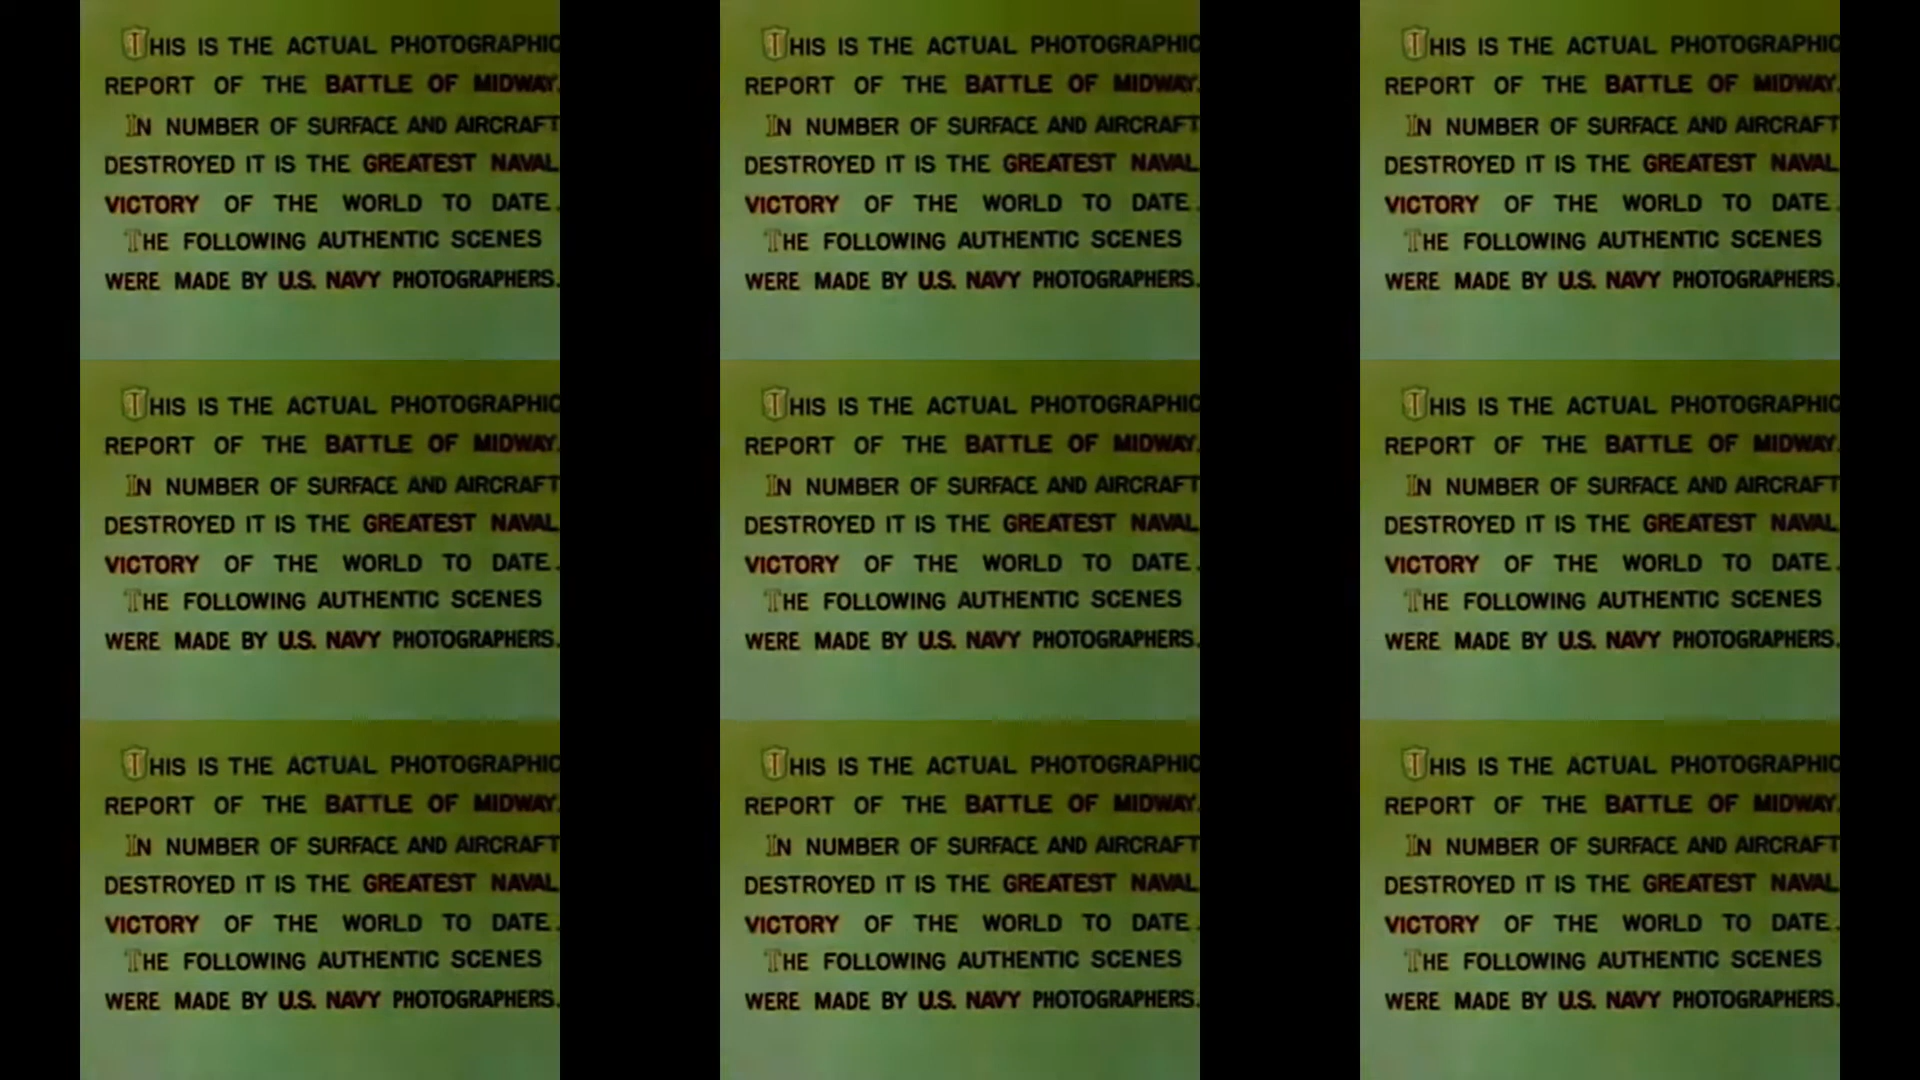 THIS IS THE ACTUAL PHOTOGRAPHIC
REPORT OF THE BATTLE OF MIDWAY.
IN NUMBER OF SURFACE AND AIRCRAFT
DESTROYED IT IS THE GREATEST NAVAL
VICTORY OF THE WORLD TO DATE.
THE FOLLOWING AUTHENTIC SCENES
WERE MADE BY U.S. NAVY PHOTOGRAPHERS.
THIS IS THE ACTUAL PHOTOGRAPHIC
REPORT OF THE BATTLE OF MIDWAY.
IN NUMBER OF SURFACE AND AIRCRAFT
DESTROYED IT IS THE GREATEST NAVAL
VICTORY OF THE WORLD TO DATE.
THE FOLLOWING AUTHENTIC SCENES
WERE MADE BY U.S. NAVY PHOTOGRAPHERS.
THIS IS THE ACTUAL PHOTOGRAPHIC
REPORT OF THE BATTLE OF MIDWAY.
IN NUMBER OF SURFACE AND AIRCRAFT
DESTROYED IT IS THE GREATEST NAVAL
VICTORY OF THE WORLD TO DATE.
THE FOLLOWING AUTHENTIC SCENES
WERE MADE BY U.S. NAVY PHOTOGRAPHERS.
THIS IS THE ACTUAL PHOTOGRAPHIC
REPORT OF THE BATTLE OF MIDWAY.
IN NUMBER OF SURFACE AND AIRCRAFT
DESTROYED IT IS THE GREATEST NAVAL
VICTORY OF THE WORLD TO DATE.
THE FOLLOWING AUTHENTIC SCENES
WERE MADE BY U.S. NAVY PHOTOGRAPHERS.
THIS IS THE ACTUAL PHOTOGRAPHIC
REPORT OF THE BATTLE OF MIDWAY.
IN NUMBER OF SURFACE AND AIRCRAFT
DESTROYED IT IS THE GREATEST NAVAL
VICTORY OF THE WORLD TO DATE.
THE FOLLOWING AUTHENTIC SCENES
WERE MADE BY U.S. NAVY PHOTOGRAPHERS.
THIS IS THE ACTUAL PHOTOGRAPHIC
REPORT OF THE BATTLE OF MIDWAY.
IN NUMBER OF SURFACE AND AIRCRAFT
DESTROYED IT IS THE GREATEST NAVAL
VICTORY OF THE WORLD TO DATE.
THE FOLLOWING AUTHENTIC SCENES
WERE MADE BY U.S. NAVY PHOTOGRAPHERS.
THIS IS THE ACTUAL PHOTOGRAPHIC
REPORT OF THE BATTLE OF MIDWAY.
IN NUMBER OF SURFACE AND AIRCRAFT
DESTROYED IT IS THE GREATEST NAVAL
VICTORY OF THE WORLD TO DATE.
THE FOLLOWING AUTHENTIC SCENES
WERE MADE BY U.S. NAVY PHOTOGRAPHERS.
THIS IS THE ACTUAL PHOTOGRAPHIC
REPORT OF THE BATTLE OF MIDWAY.
IN NUMBER OF SURFACE AND AIRCRAFT
DESTROYED IT IS THE GREATEST NAVAL
VICTORY OF THE WORLD TO DATE.
THE FOLLOWING AUTHENTIC SCENES
WERE MADE BY U.S. NAVY PHOTOGRAPHERS.
THIS IS THE ACTUAL PHOTOGRAPHIC
REPORT OF THE BATTLE OF MIDWAY.
IN NUMBER OF SURFACE AND AIRCRAFT
DESTROYED IT IS THE GREATEST NAVAL
VICTORY OF THE WORLD TO DATE.
THE FOLLOWING AUTHENTIC SCENES
WERE MADE BY U.S. NAVY PHOTOGRAPHERS.